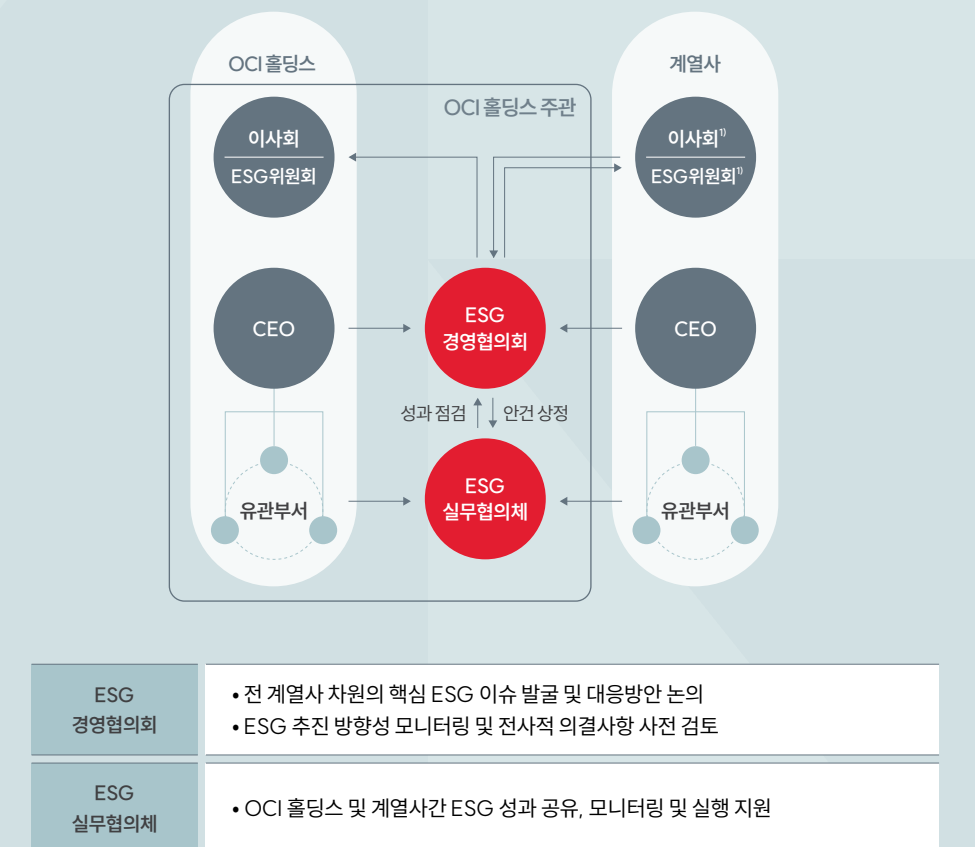 OCI 홀딩스
계열사
OCI 홀딩스 주관
이사회
ESG위원회
이사회¹⁾
ESG위원회¹⁾
CEO
ESG
경영협의회
CEO
성과 점검
안건 상정
유관부서
ESG
실무협의체
유관부서
ESG
경영협의회
• 전 계열사 차원의 핵심 ESG 이슈 발굴 및 대응방안 논의
• ESG 추진 방향성 모니터링 및 전사적 의결사항 사전 검토
ESG
실무협의체
• OCI 홀딩스 및 계열사간 ESG 성과 공유, 모니터링 및 실행 지원